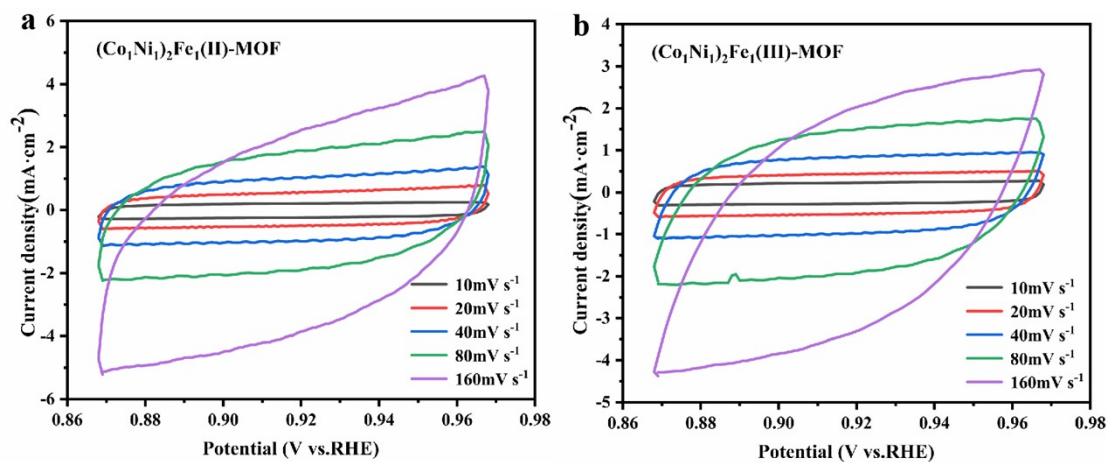 a
(Co₁Ni₁)₂Fe₁(II)-MOF
Current density(mA·cm⁻²)
6
4
2
0
-2
-4
-6
10mV s⁻¹
20mV s⁻¹
40mV s⁻¹
80mV s⁻¹
160mV s⁻¹
0.86 0.88 0.90 0.92 0.94 0.96 0.98
Potential (V vs.RHE)
b
(Co₁Ni₁)₂Fe₁(III)-MOF
Current density(mA·cm⁻²)
4
3
2
1
0
-1
-2
-3
-4
-5
10mV s⁻¹
20mV s⁻¹
40mV s⁻¹
80mV s⁻¹
160mV s⁻¹
0.86 0.88 0.90 0.92 0.94 0.96 0.98
Potential (V vs.RHE)